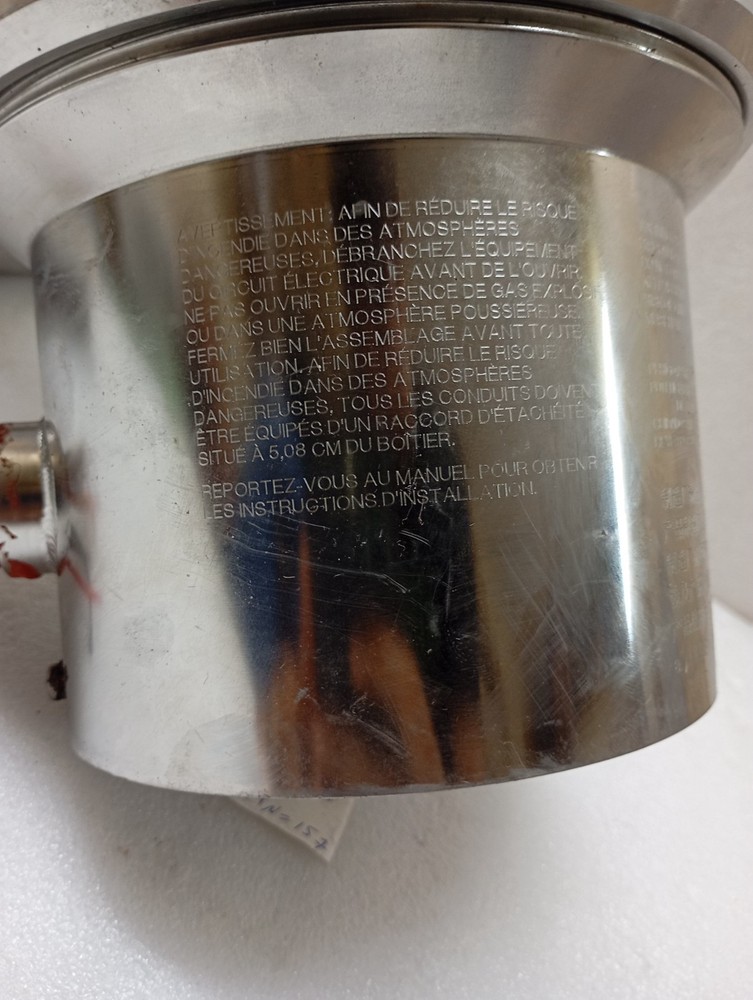 AVERTISSEMENT: AFIN DE RÉDUIRE LE RISQUE
D'INCENDIE DANS DES ATMOSPHÈRES
DANGEREUSES, DÉBRANCHEZ L'ÉQUIPEMENT
DU CIRCUIT ÉLECTRIQUE AVANT DE L'OUVRIR.
NE PAS OUVRIR EN PRÉSENCE DE GAS
OU DANS UNE ATMOSPHÈRE POUSSIÉREUSE.
FERMEZ BIEN L'ASSEMBLAGE AVANT TOUTE
UTILISATION. AFIN DE RÉDUIRE LE RISQUE
D'INCENDIE DANS DES ATMOSPHÈRES
DANGEREUSES, TOUS LES CONDUITS DOIVENT
ÊTRE ÉQUIPÉS D'UN RACCORD D'ÉTACHÉITÉ
SITUÉ À 5,08 CM DU BOÎTIER.
REPORTEZ-VOUS AU MANUEL POUR OBTENIR
LES INSTRUCTIONS D'INSTALLATION.